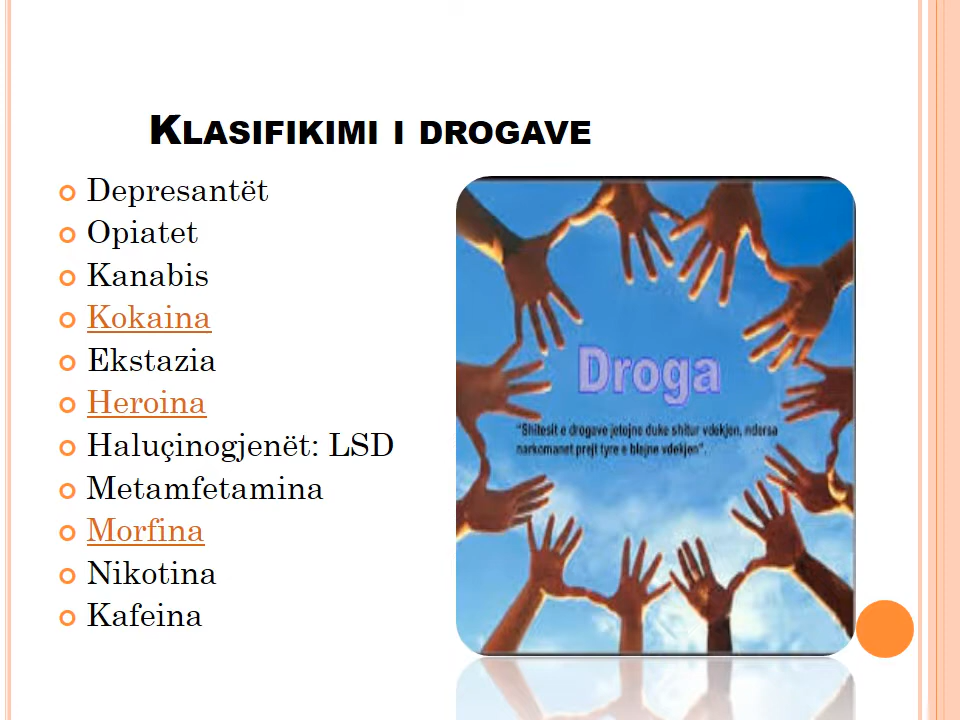 Klasifikimi i drogave
Depresantët
Opiatet
Kanabis
Kokaina
Ekstazia
Heroina
Haluçinogjenët: LSD
Metamfetamina
Morfina
Nikotina
Kafeina
Droga
"Shitesit e drogave jetojne duke shitur vdekjen, ndersa
narkomanet prejt tyre e blejne vdekjen".